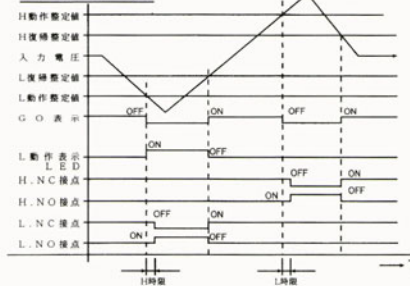 H動作整定値
H復帰整定値
入力電圧
L復帰整定値
L動作整定値
GO表示 OFF ON OFF ON
ON
L動作表示 OFF
LED
H.NC接点 OFF ON
H.NO接点 ON OFF
L.NC接点 OFF ON
L.NO接点 ON OFF
H時限 L時限